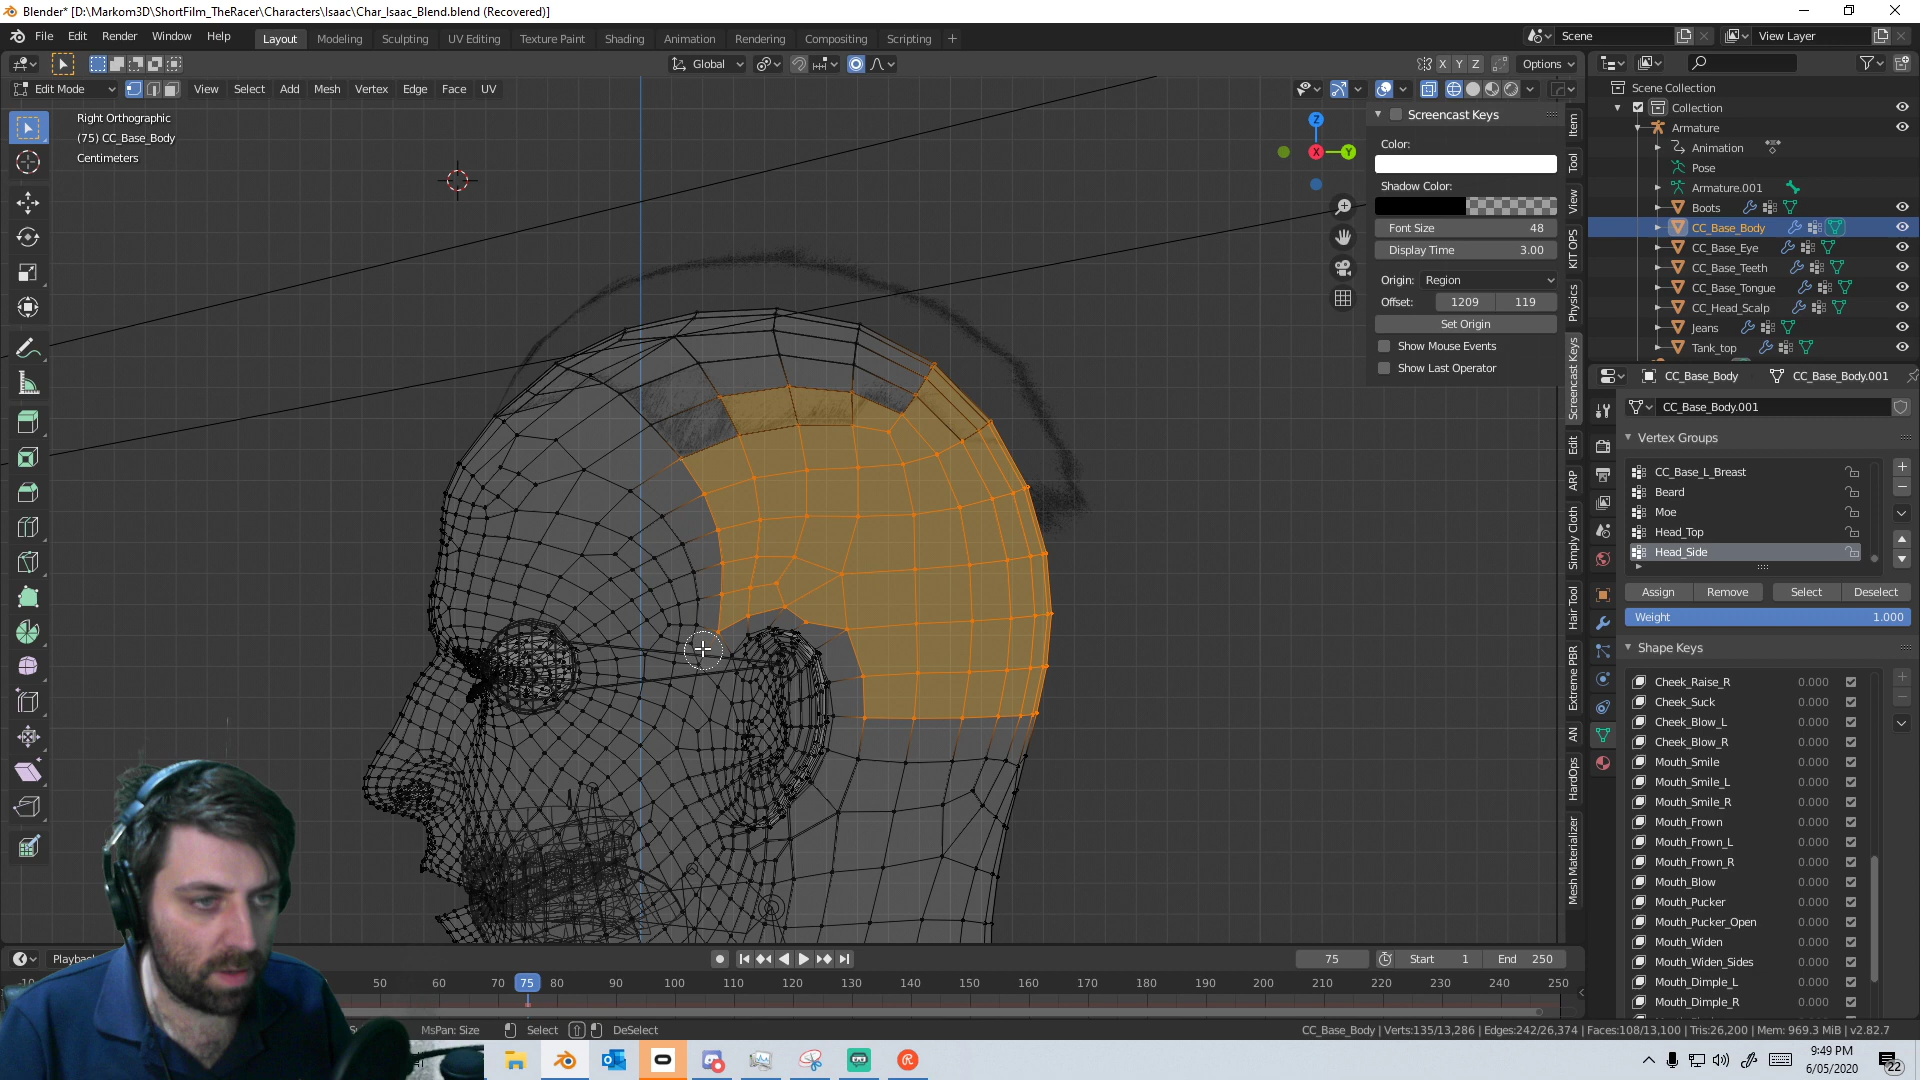 Blender* [D:\Markom3D\ShortFilm_TheRacer\Characters\Isaac\Char_Isaac_Blend.blend (Recovered)]
File Edit Render Window Help Layout Modeling Sculpting UV Editing Texture Paint Shading Animation Rendering Compositing Scripting + Scene View Layer
Global X Y Z Options
Edit Mode View Select Add Mesh Vertex Edge Face UV
Right Orthographic
(75) CC_Base_Body
Centimeters
Z
X
Y
Screencast Keys
Color:
Shadow Color:
Font Size 48
Display Time 3.00
Origin: Region
Offset: 1209 119
Set Origin
Show Mouse Events
Show Last Operator
Item
Tool
View
KIT OPS
Physics
Screencast Keys
Edit
ARP
Simply Cloth
Hair Tool
Extreme PBR
AN
HardOps
Mesh Materializer
Scene Collection
Collection
Armature
Animation
Pose
Armature.001
Boots
CC_Base_Body
CC_Base_Eye
CC_Base_Teeth
CC_Base_Tongue
CC_Head_Scalp
Jeans
Tank_top
CC_Base_Body CC_Base_Body.001
CC_Base_Body.001
Vertex Groups
CC_Base_L_Breast
Beard
Moe
Head_Top
Head_Side
Assign Remove Select Deselect
Weight 1.000
Shape Keys
Cheek_Raise_R 0.000
Cheek_Suck 0.000
Cheek_Blow_L 0.000
Cheek_Blow_R 0.000
Mouth_Smile 0.000
Mouth_Smile_L 0.000
Mouth_Smile_R 0.000
Mouth_Frown 0.000
Mouth_Frown_L 0.000
Mouth_Frown_R 0.000
Mouth_Blow 0.000
Mouth_Pucker 0.000
Mouth_Pucker_Open 0.000
Mouth_Widen 0.000
Mouth_Widen_Sides 0.000
Mouth_Dimple_L 0.000
Mouth_Dimple_R 0.000
75 Start 1 End 250
50 60 70 75 80 90 100 110 120 130 140 150 160 170 180 190 200 210 220 230 240 250
MsPan: Size Select DeSelect
CC_Base_Body | Verts:135/13,286 | Edges:242/26,374 | Faces:108/13,100 | Tris:26,200 | Mem: 969.3 MiB | v2.82.7
9:49 PM
6/05/2020
22